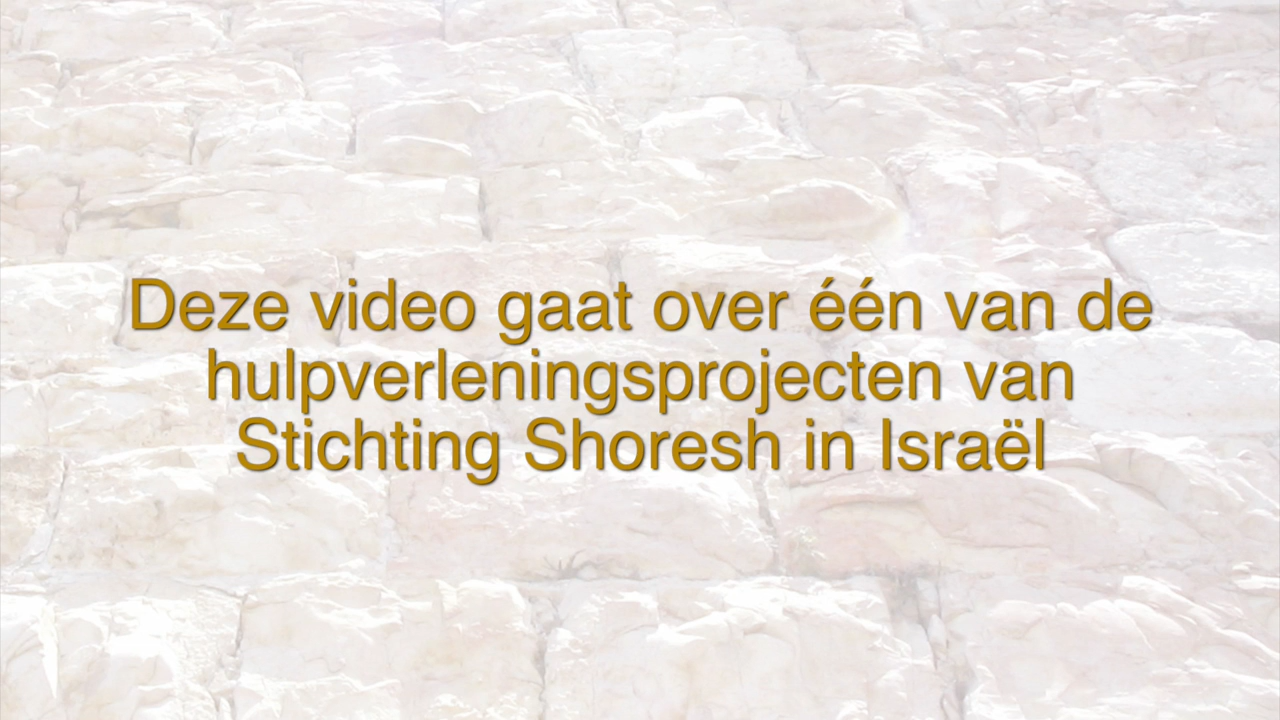 Deze video gaat over één van de
hulpverleningsprojecten van
Stichting Shoresh in Israël